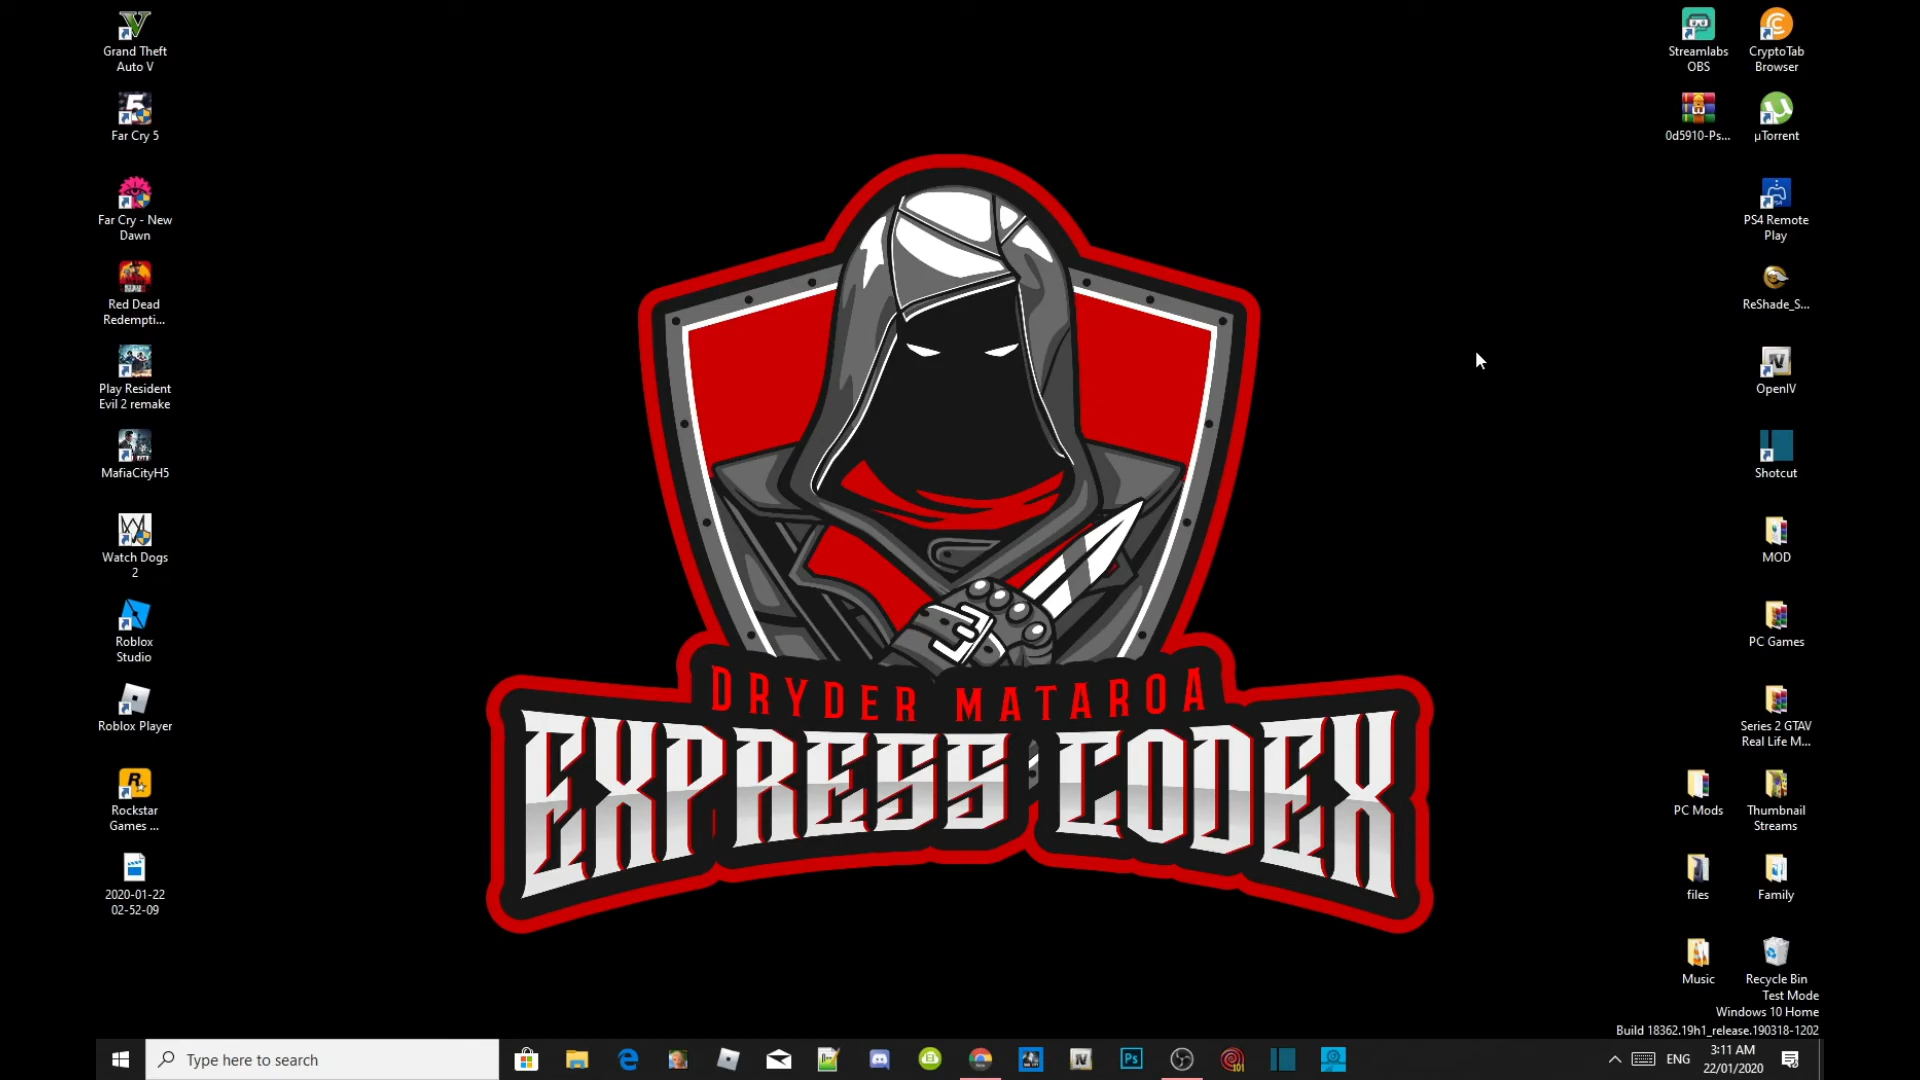 Grand Theft
Auto V
Far Cry 5
Far Cry - New
Dawn
Red Dead
Redempti...
Play Resident
Evil 2 remake
MafiaCityH5
Watch Dogs
2
Roblox
Studio
Roblox Player
Rockstar
Games ...
2020-01-22
02-52-09
Streamlabs
OBS
CryptoTab
Browser
0d5910-Ps...
µTorrent
PS4 Remote
Play
ReShade_S...
OpenIV
Shotcut
MOD
PC Games
Series 2 GTAV
Real Life M...
PC Mods
Thumbnail
Streams
files
Family
Music
Recycle Bin
DRYDER MATAROA
EXPRESS CODEX
Test Mode
Windows 10 Home
Build 18362.19h1_release.190318-1202
Type here to search
Ps
ENG
3:11 AM
22/01/2020